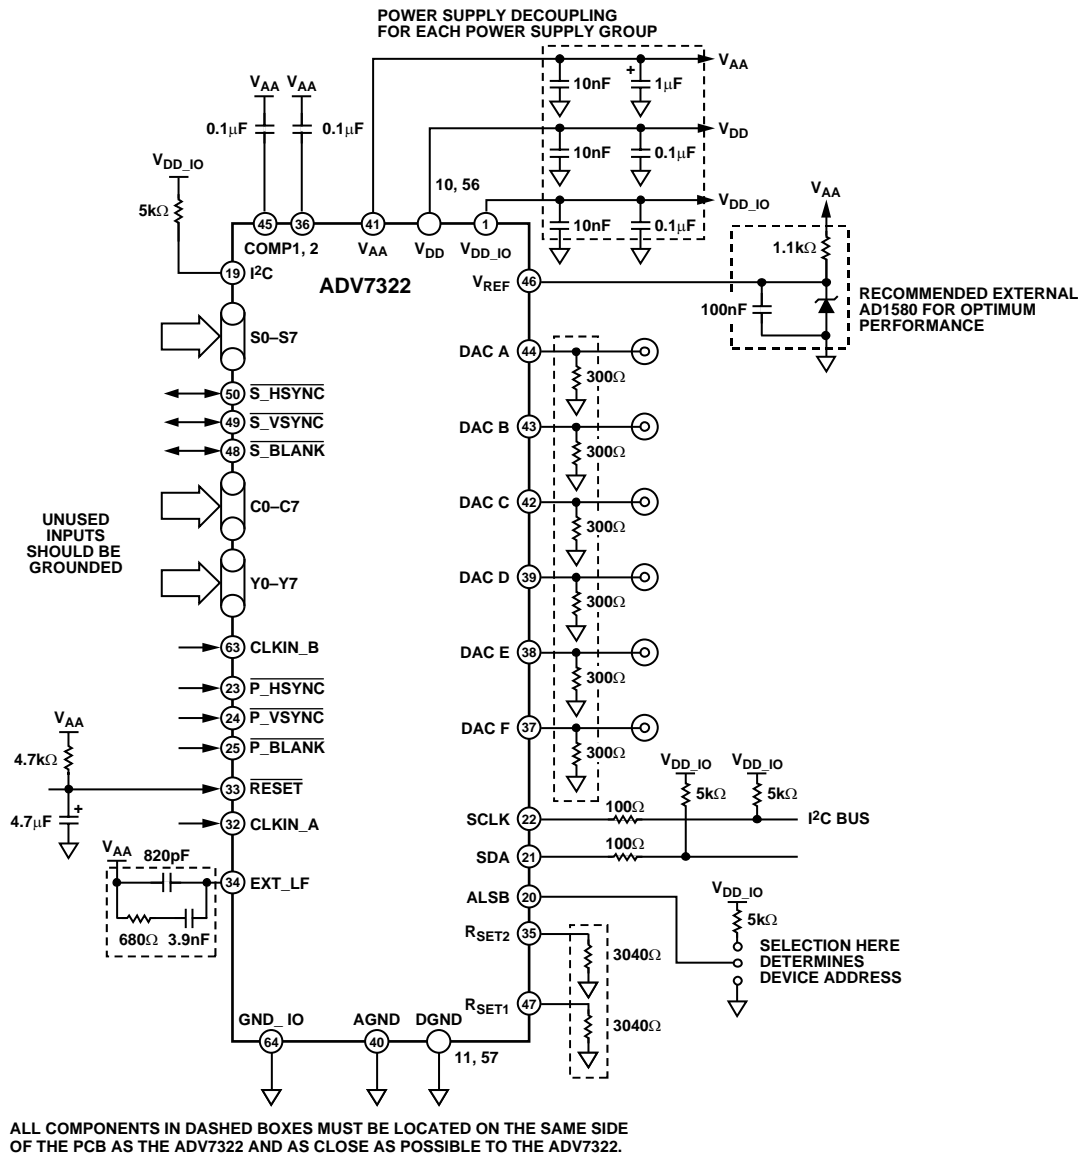 POWER SUPPLY DECOUPLING
FOR EACH POWER SUPPLY GROUP
VAA
10nF
+
1μF
VAA
VAA
0.1μF
0.1μF
VDD
10nF
0.1μF
VDD_IO
5kΩ
10, 56
VDD_IO
10nF
0.1μF
VAA
1.1kΩ
45
36
41
1
COMP1, 2
VAA
VDD
VDD_IO
19
I2C
ADV7322
VREF
46
100nF
RECOMMENDED EXTERNAL
AD1580 FOR OPTIMUM
PERFORMANCE
S0–S7
DAC A
44
300Ω
50
S_HSYNC
49
S_VSYNC
48
S_BLANK
DAC B
43
300Ω
C0–C7
DAC C
42
300Ω
UNUSED
INPUTS
SHOULD BE
GROUNDED
Y0–Y7
DAC D
39
300Ω
63
CLKIN_B
DAC E
38
300Ω
23
P_HSYNC
24
P_VSYNC
25
P_BLANK
DAC F
37
300Ω
VAA
4.7kΩ
33
RESET
4.7μF
+
32
CLKIN_A
VDD_IO
VDD_IO
5kΩ
5kΩ
SCLK
22
100Ω
I2C BUS
SDA
21
100Ω
VAA
820pF
34
EXT_LF
680Ω
3.9nF
ALSB
20
VDD_IO
5kΩ
SELECTION HERE
DETERMINES
DEVICE ADDRESS
RSET2
35
3040Ω
RSET1
47
3040Ω
GND_ IO
AGND
DGND
64
40
11, 57
ALL COMPONENTS IN DASHED BOXES MUST BE LOCATED ON THE SAME SIDE
OF THE PCB AS THE ADV7322 AND AS CLOSE AS POSSIBLE TO THE ADV7322.